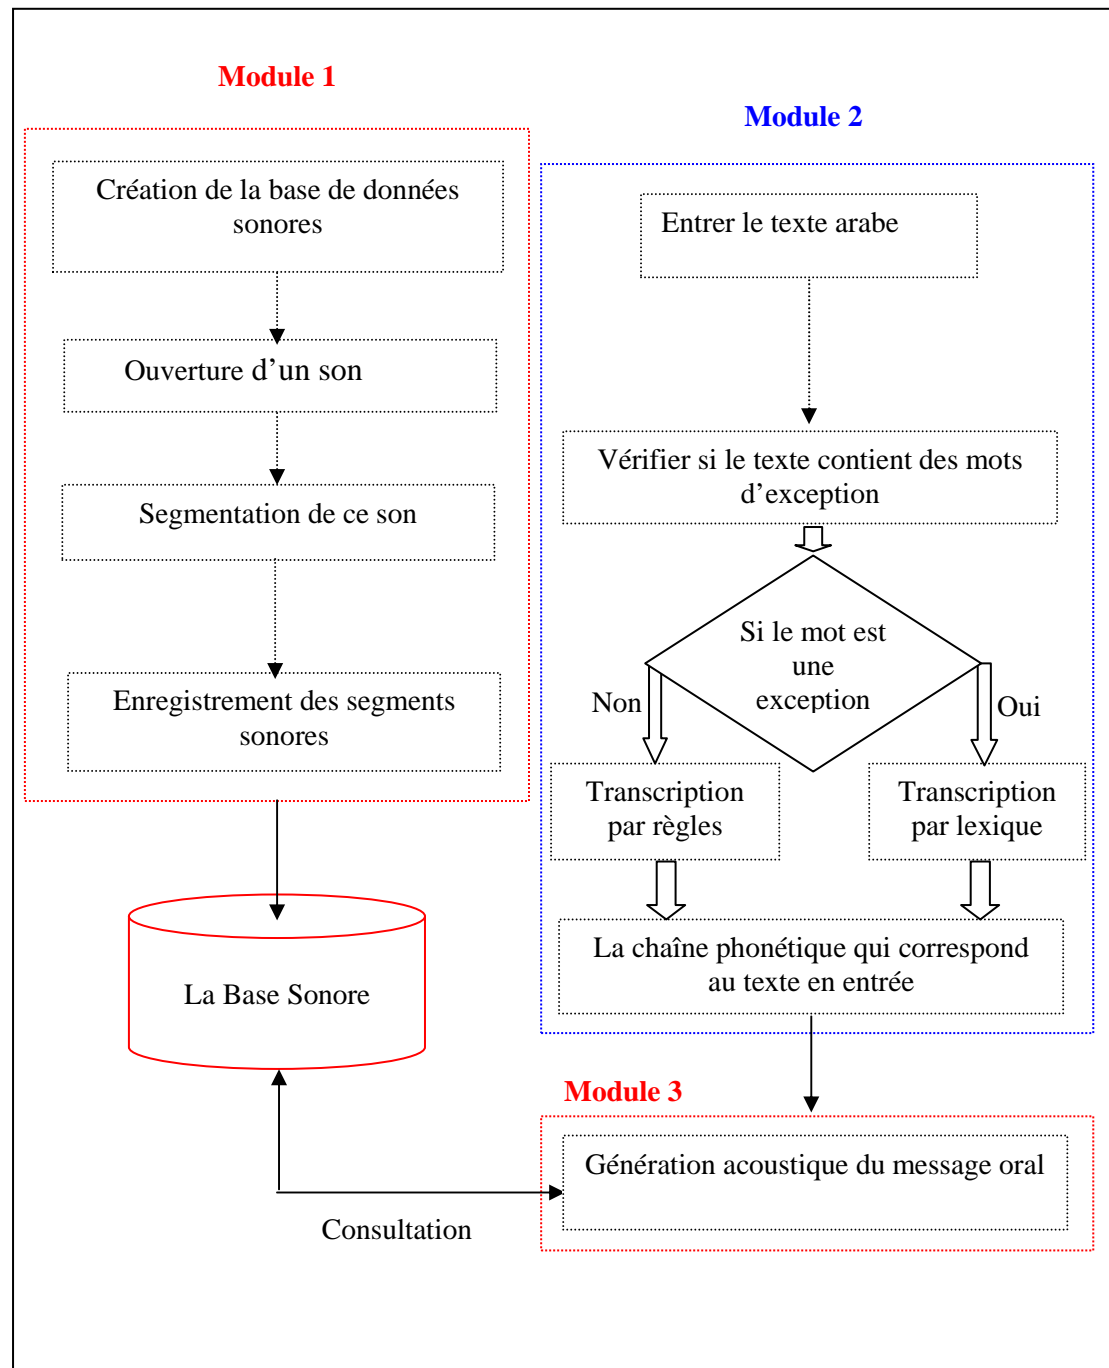 Module 1
Création de la base de données
sonores
Ouverture d’un son
Segmentation de ce son
Enregistrement des segments
sonores
La Base Sonore
Consultation
Module 2
Entrer le texte arabe
Vérifier si le texte contient des mots
d’exception
Si le mot est
une
exception
Non
Oui
Transcription
par règles
Transcription
par lexique
La chaîne phonétique qui correspond
au texte en entrée
Module 3
Génération acoustique du message oral